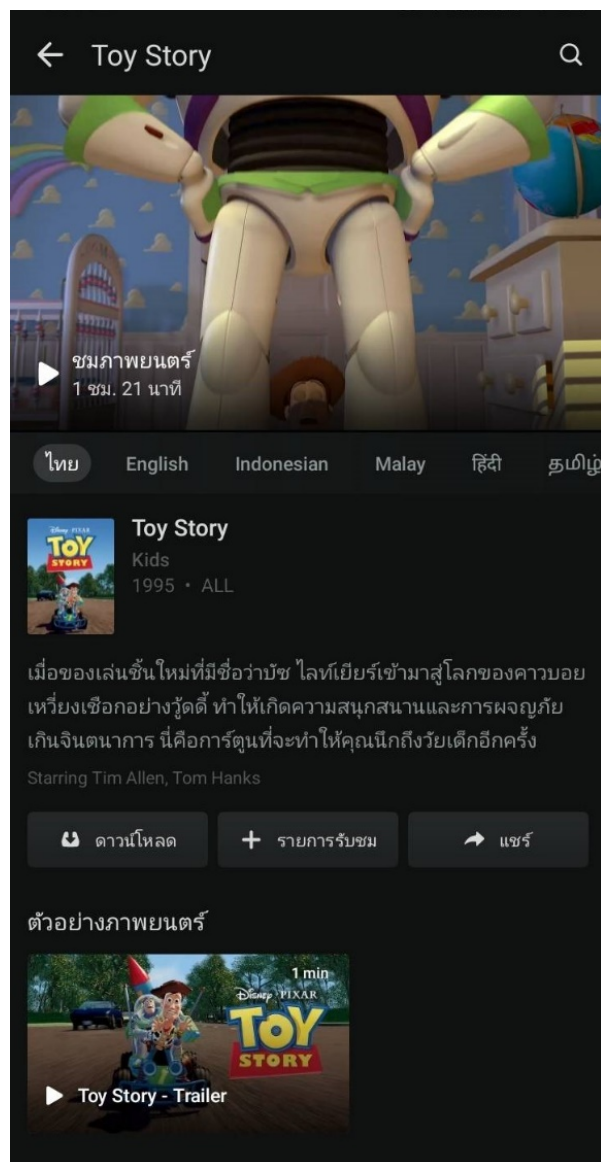 Toy Story
ชมภาพยนตร์
1 ชม. 21 นาที
ไทย English Indonesian Malay हिंदी தமிழ்
Disney PIXAR
TOY
STORY
Toy Story
Kids
1995 • ALL
เมื่อของเล่นชิ้นใหม่ที่มีชื่อว่าบัซ ไลท์เยียร์เข้ามาสู่โลกของคาวบอย
เหวี่ยงเชือกอย่างวู้ดดี้ ทำให้เกิดความสนุกสนานและการผจญภัย
เกินจินตนาการ นี่คือการ์ตูนที่จะทำให้คุณนึกถึงวัยเด็กอีกครั้ง
Starring Tim Allen, Tom Hanks
ดาวน์โหลด รายการรับชม แชร์
ตัวอย่างภาพยนตร์
1 min
Disney PIXAR
TOY
STORY
Toy Story - Trailer